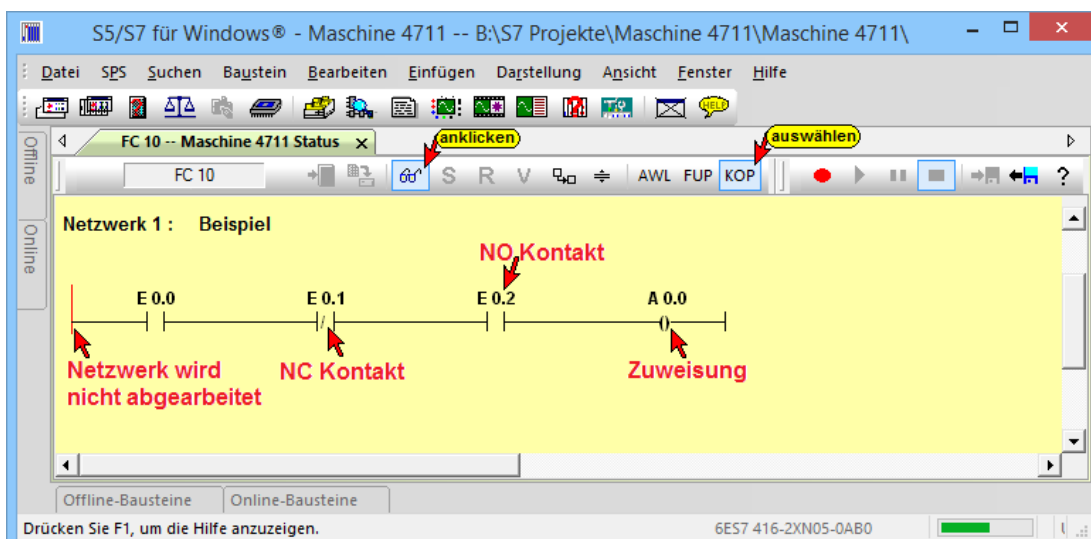 S5/S7 für Windows® - Maschine 4711 -- B:\S7 Projekte\Maschine 4711\Maschine 4711\
Datei SPS Suchen Baustein Bearbeiten Einfügen Darstellung Ansicht Fenster Hilfe
HELP
Offline
Online
FC 10 -- Maschine 4711 Status x
anklicken
auswählen
FC 10 S R V AWL FUP KOP ?
Netzwerk 1 : Beispiel
NO Kontakt
E 0.0 E 0.1 E 0.2 A 0.0
Netzwerk wird
nicht abgearbeitet
NC Kontakt
Zuweisung
Offline-Bausteine Online-Bausteine
Drücken Sie F1, um die Hilfe anzuzeigen. 6ES7 416-2XN05-0AB0